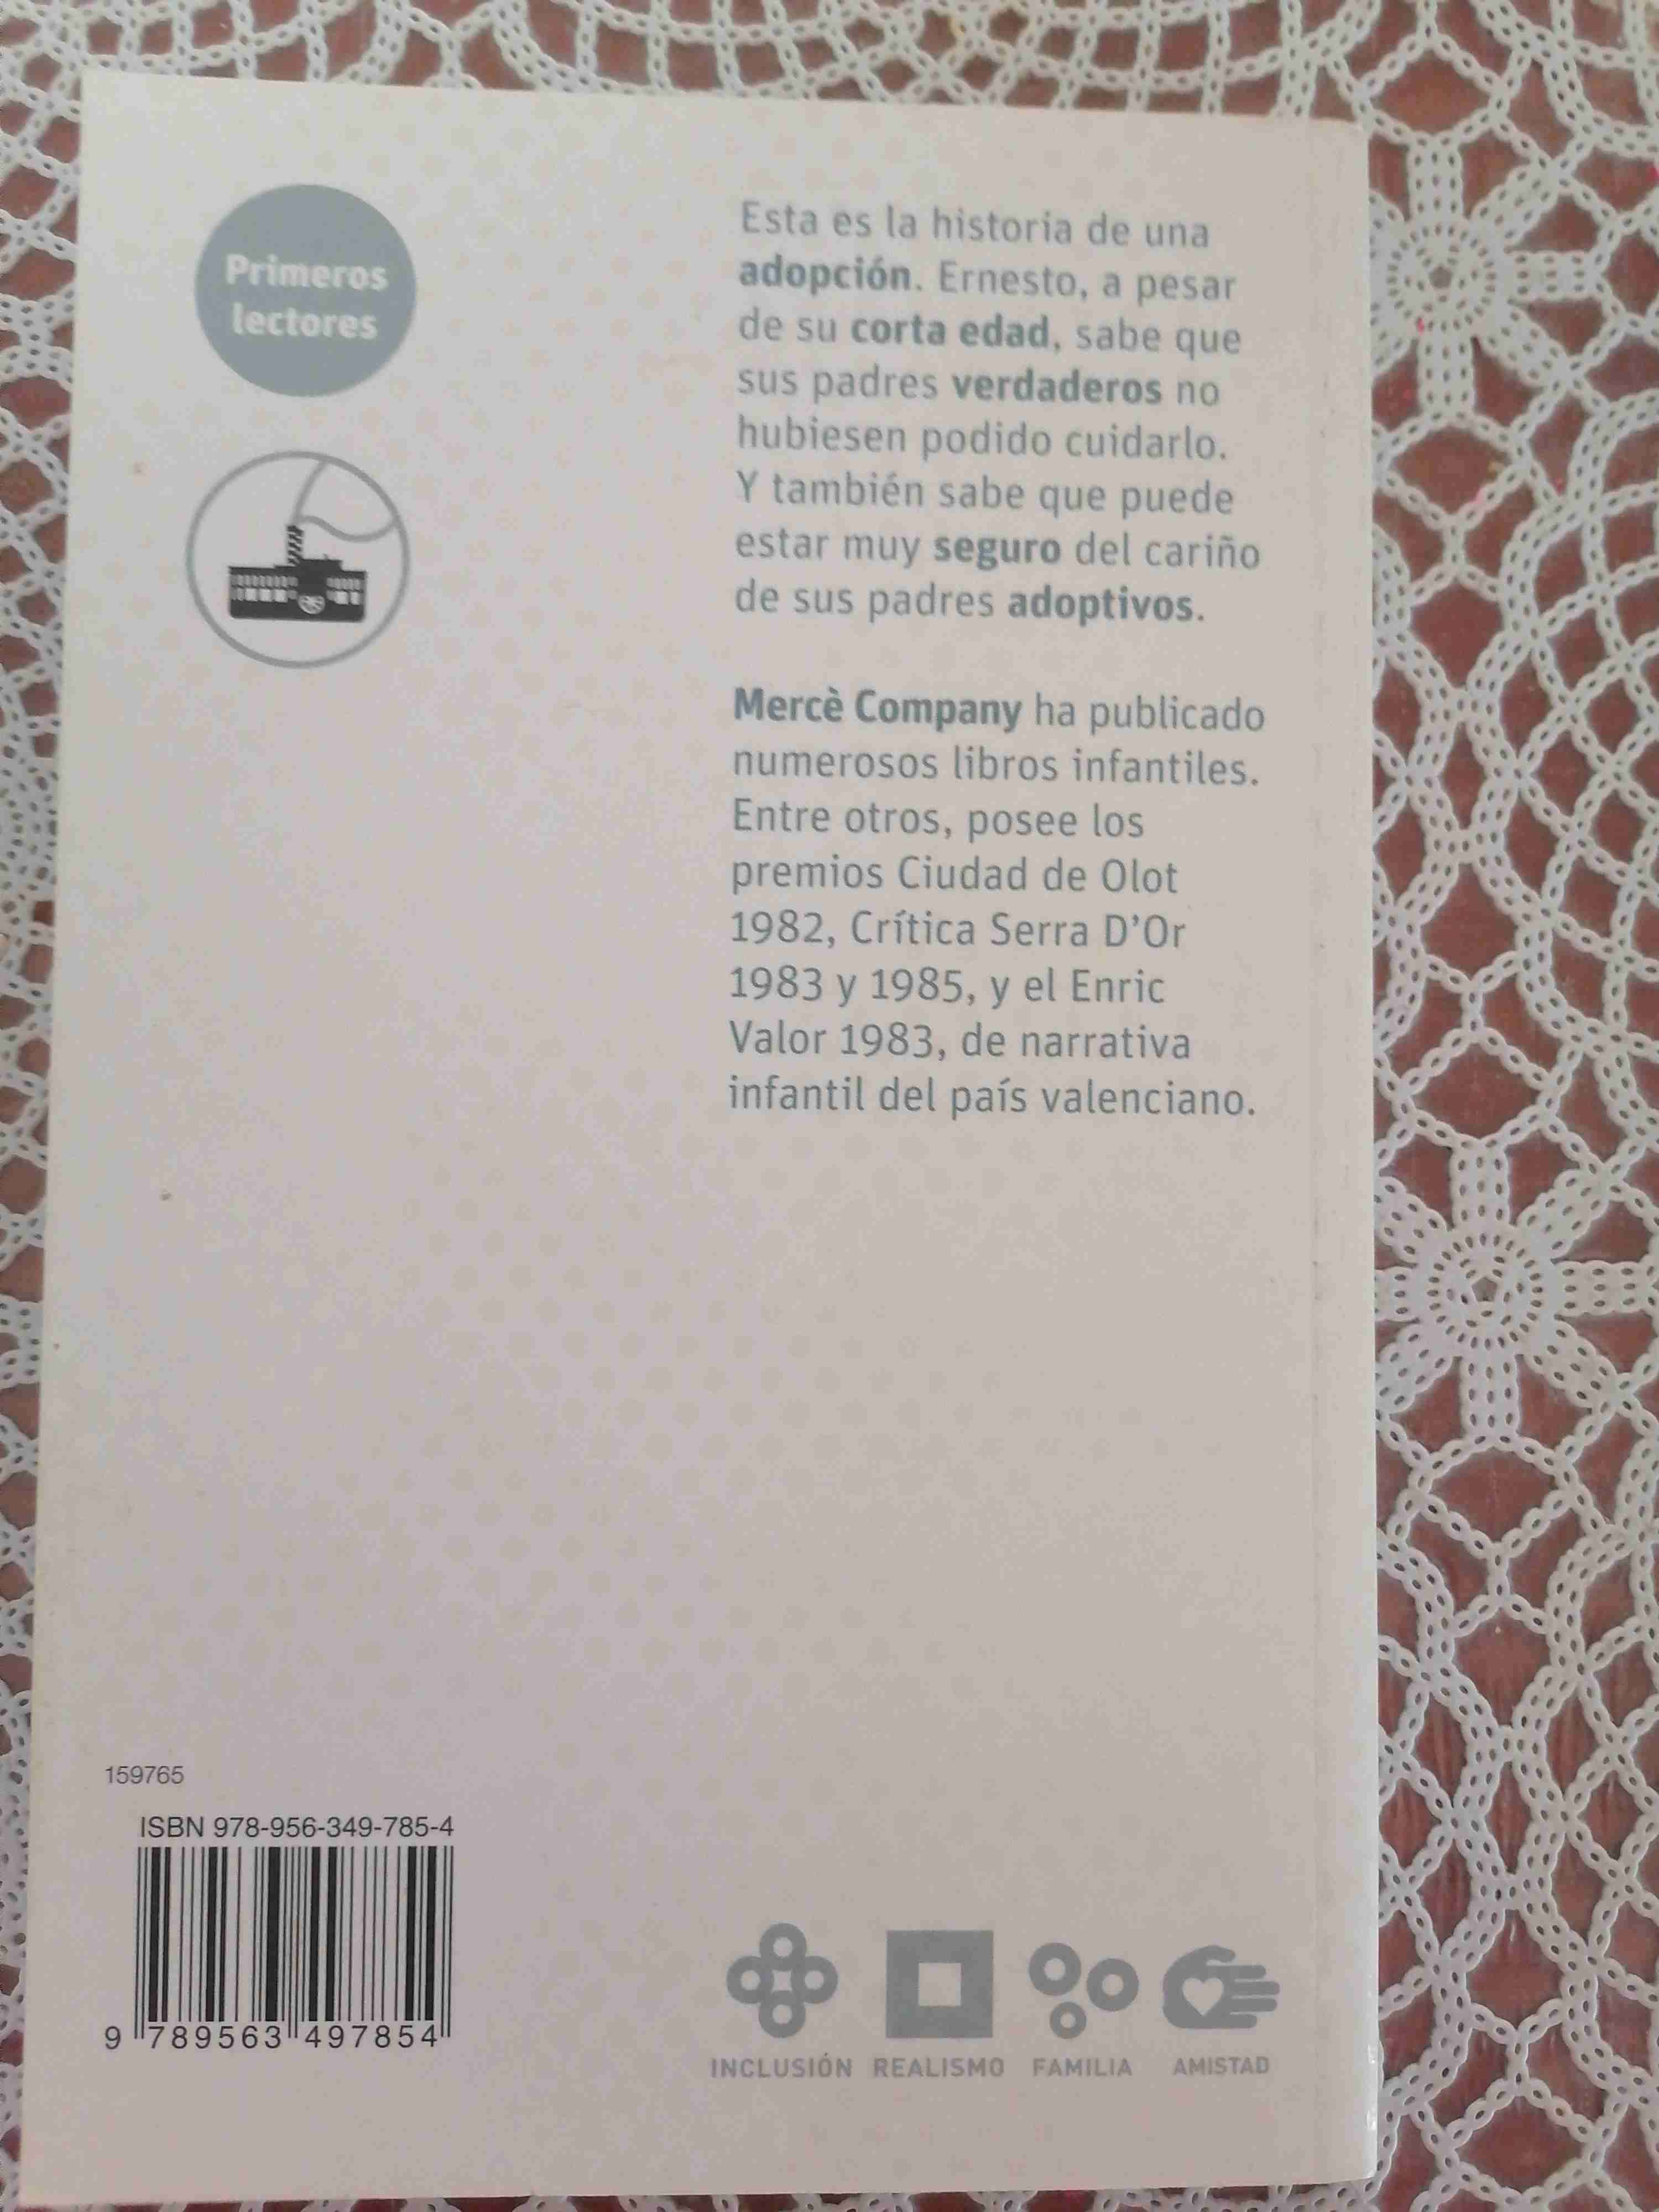 Primeros
lectores
Esta es la historia de una
adopción. Ernesto, a pesar
de su corta edad, sabe que
sus padres verdaderos no
hubiesen podido cuidarlo.
Y también sabe que puede
estar muy seguro del cariño
de sus padres adoptivos.
Mercè Company ha publicado
numerosos libros infantiles.
Entre otros, posee los
premios Ciudad de Olot
1982, Crítica Serra D'Or
1983 y 1985, y el Enric
Valor 1983, de narrativa
infantil del país valenciano.
159765
ISBN 978-956-349-785-4
9 789563 497854
INCLUSIÓN REALISMO FAMILIA AMISTAD